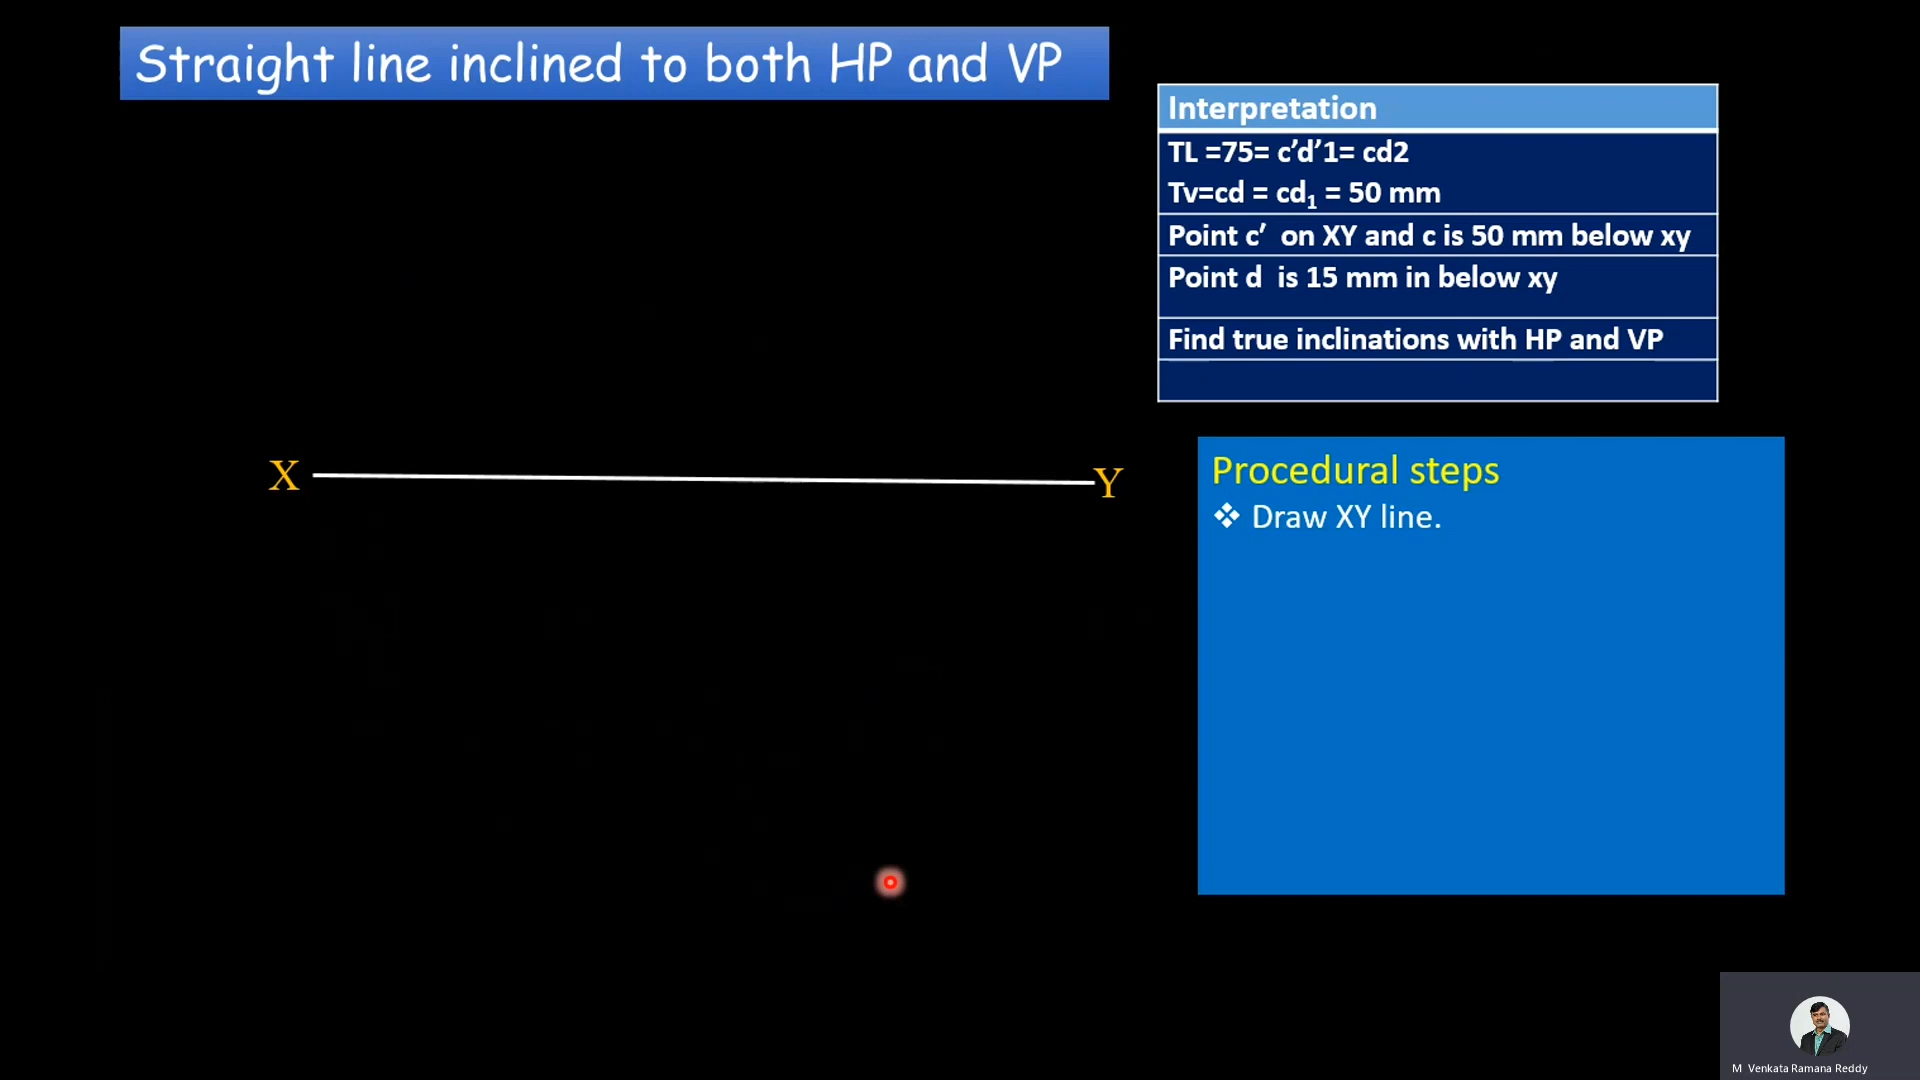 Straight line inclined to both HP and VP
Interpretation
TL =75= c’d’1= cd2
Tv=cd = cd₁ = 50 mm
Point c’ on XY and c is 50 mm below xy
Point d is 15 mm in below xy
Find true inclinations with HP and VP
X
Y
Procedural steps
❖ Draw XY line.
M Venkata Ramana Reddy